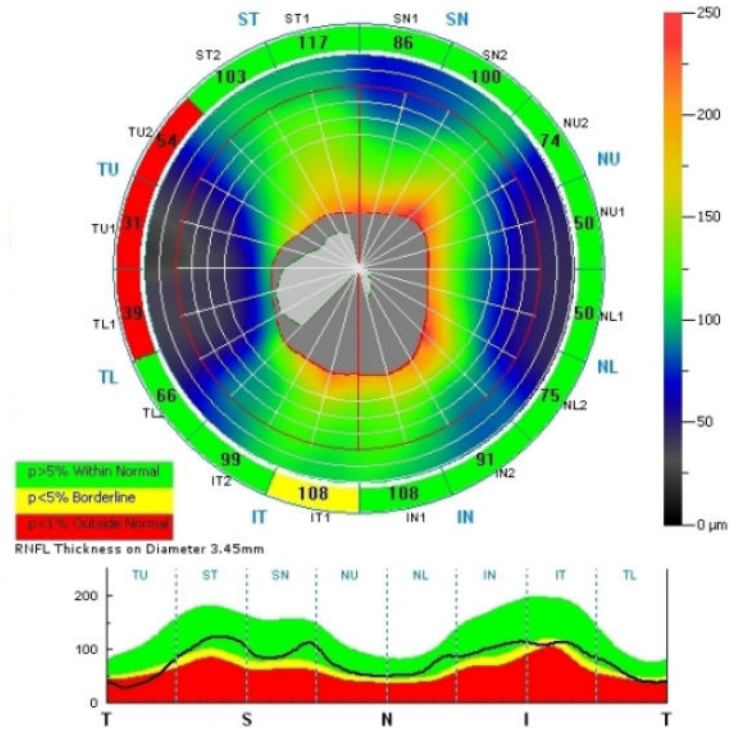 ST ST1 SN1 SN
117 86
ST2 103 100 SN2
TU2 54 74 NU2
TU NU
TU1 31 50 NU1
TL1 39 50 NL1
TL NL
66 75 NL2
99 91
IT2 IN2
108 108
IT IT1 IN1 IN
250
200
150
100
50
0 µm
p>5% Within Normal
p<5% Borderline
p<1% Outside Normal
RNFL Thickness on Diameter 3.45mm
TU ST SN NU NL IN IT TL
200
100
0
T S N I T